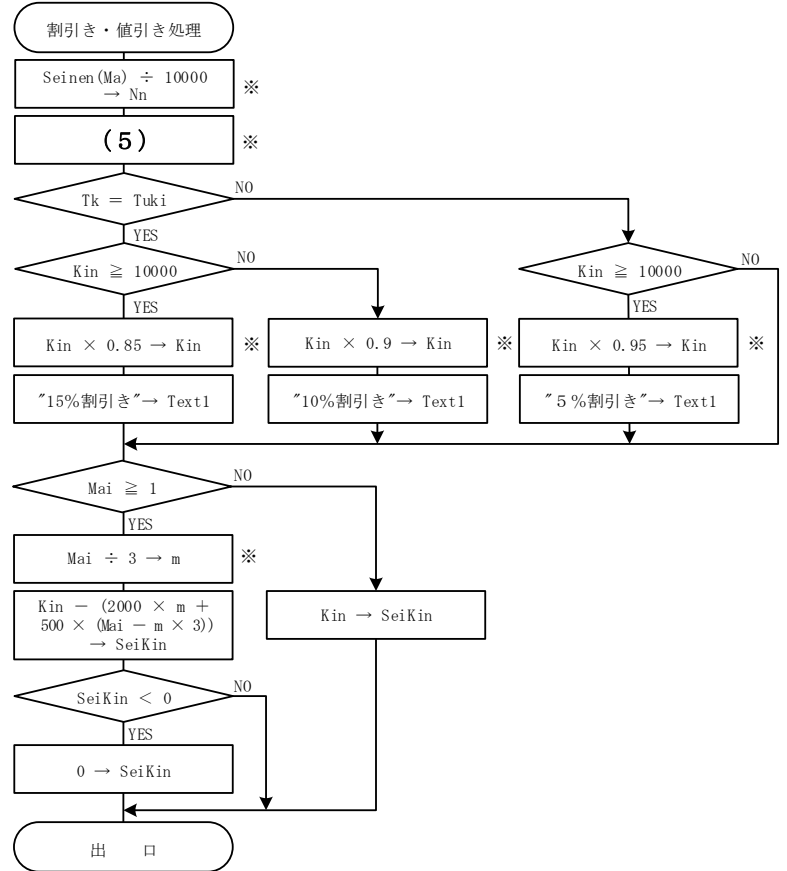 割引き・値引き処理
Seinen(Ma) ÷ 10000
→ Nn
※
(5)
※
Tk = Tuki
NO
YES
Kin ≧ 10000
NO
YES
Kin ≧ 10000
NO
YES
Kin × 0.85 → Kin
※
Kin × 0.9 → Kin
※
Kin × 0.95 → Kin
※
"15%割引き"→ Text1
"10%割引き"→ Text1
"5%割引き"→ Text1
Mai ≧ 1
NO
YES
Mai ÷ 3 → m
※
Kin − (2000 × m +
500 × (Mai − m × 3))
→ SeiKin
Kin → SeiKin
SeiKin < 0
NO
YES
0 → SeiKin
出 口